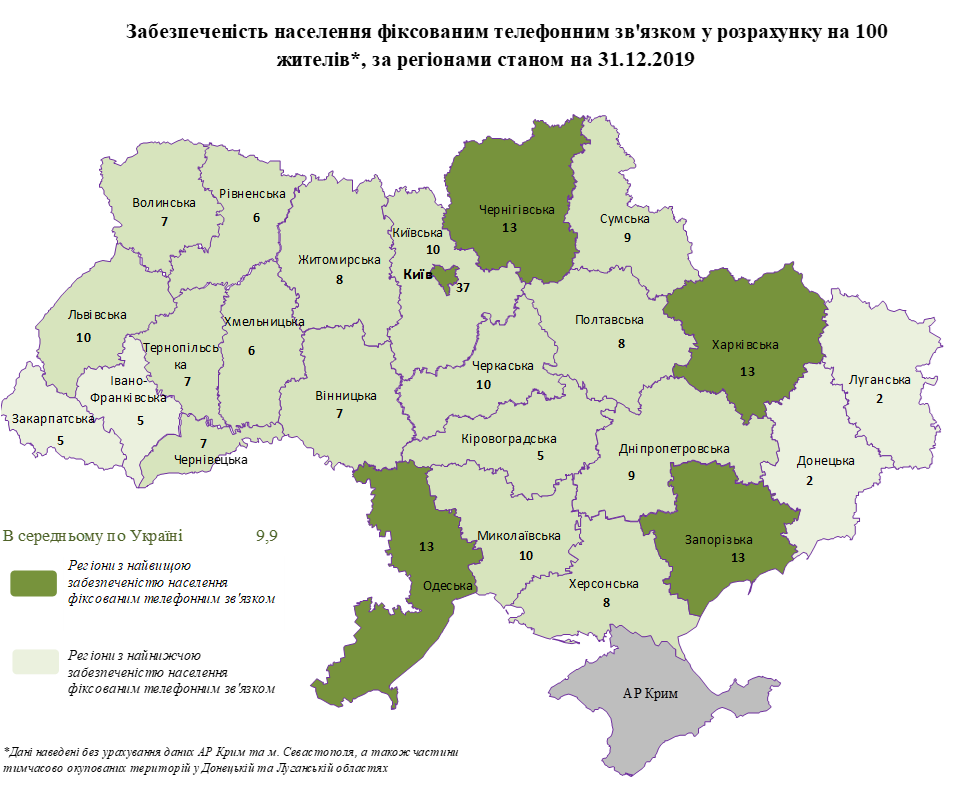 Забезпеченість населення фіксованим телефонним зв'язком у розрахунку на 100
жителів*, за регіонами станом на 31.12.2019
Волинська
7
Рівненська
6
Житомирська
8
Київська
10
Київ
37
Чернігівська
13
Сумська
9
Львівська
10
Тернопільсь
ка
7
Хмельницька
6
Вінницька
7
Черкаська
10
Полтавська
8
Харківська
13
Луганська
2
Івано-
Франківська
5
Закарпатська
5
7
Чернівецька
Кіровоградська
5
Дніпропетровська
9
Донецька
2
13
Одеська
Миколаївська
10
Запорізька
13
Херсонська
8
АР Крим
В середньому по Україні 9,9
Регіони з найвищою
забезпеченістю населення
фіксованим телефонним зв'язком
Регіони з найнижчою
забезпеченістю населення
фіксованим телефонним зв'язком
*Дані наведені без урахування даних АР Крим та м. Севастополя, а також частини
тимчасово окупованих територій у Донецькій та Луганській областях